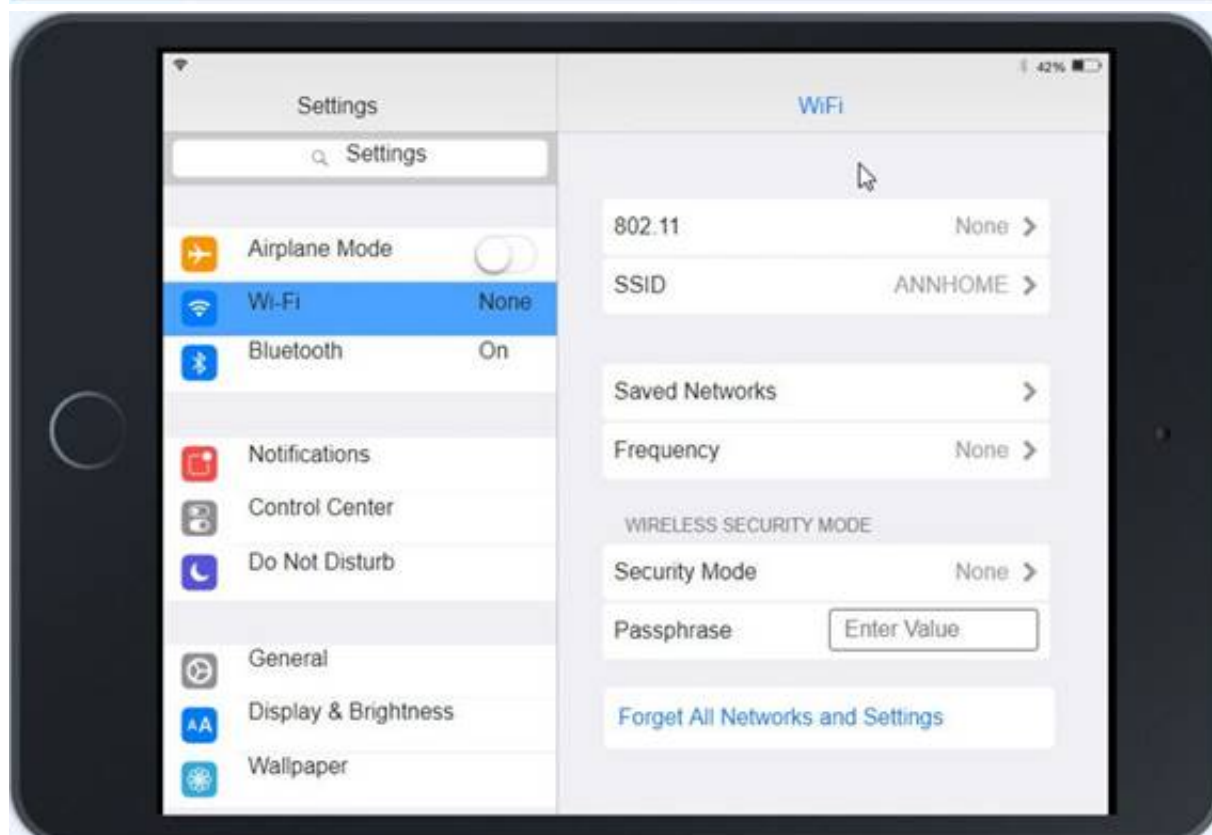 42%
Settings
WiFi
Settings
Airplane Mode
Wi-Fi None
Bluetooth On
Notifications
Control Center
Do Not Disturb
General
AA Display & Brightness
Wallpaper
802.11 None
SSID ANNHOME
Saved Networks
Frequency None
WIRELESS SECURITY MODE
Security Mode None
Passphrase Enter Value
Forget All Networks and Settings